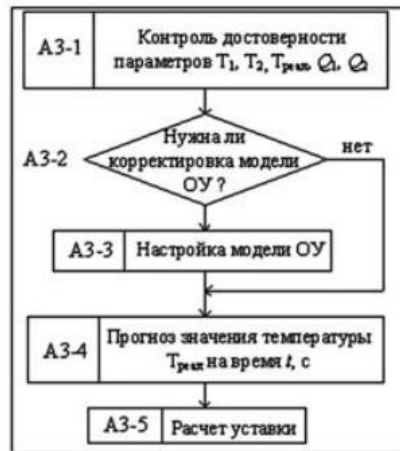 А3-1
Контроль достоверности
параметров Т₁, Т₂, Треак, Q₁, Q₂
А3-2
Нужна ли
корректировка модели
ОУ ?
нет
А3-3
Настройка модели ОУ
А3-4
Прогноз значения температуры
Треак на время t, с
А3-5
Расчет уставки